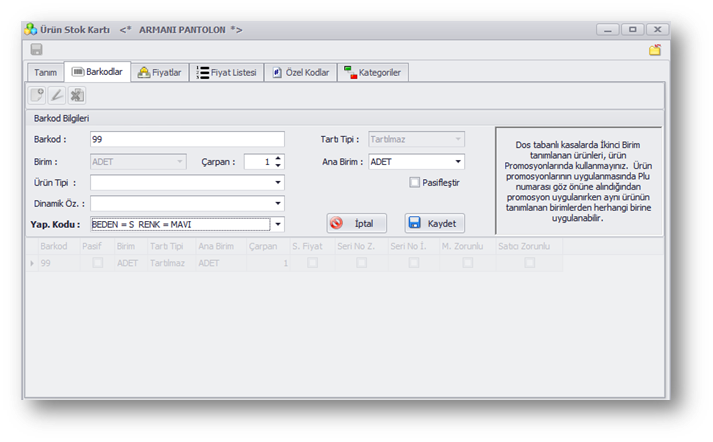 Ürün Stok Kartı <* ARMANI PANTOLON *>
Tanım Barkodlar Fiyatlar Fiyat Listesi Özel Kodlar Kategoriler
Barkod Bilgileri
Barkod : 99 Tartı Tipi : Tartılmaz
Birim : ADET Çarpan : 1 Ana Birim : ADET
Ürün Tipi : Pasifleştir
Dinamik Öz. :
Yap. Kodu : BEDEN = S RENK = MAVI İptal Kaydet
Dos tabanlı kasalarda İkinci Birim
tanımlanan ürünleri, ürün
Promosyonlarında kullanmayınız. Ürün
promosyonlarının uygulanmasında Plu
numarası göz önüne alındığından
promosyon uygulanırken aynı ürünün
tanımlanan birimlerden herhangi birine
uygulanabilir.
Barkod Pasif Birim Tartı Tipi Ana Birim Çarpan S. Fiyat Seri No Z. Seri No İ. M. Zorunlu Satıcı Zorunlu
99 ADET Tartılmaz ADET 1